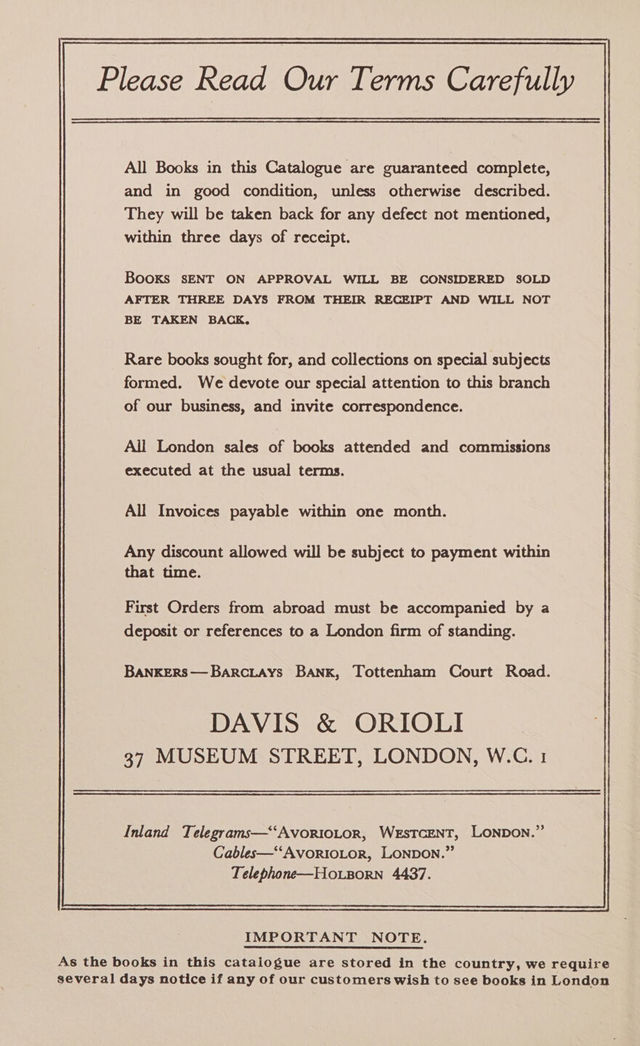 Please Read Our Terms Carefully
All Books in this Catalogue are guaranteed complete,
and in good condition, unless otherwise described.
They will be taken back for any defect not mentioned,
within three days of receipt.
BOOKS SENT ON APPROVAL WILL BE CONSIDERED SOLD
AFTER THREE DAYS FROM THEIR RECEIPT AND WILL NOT
BE TAKEN BACK.
Rare books sought for, and collections on special subjects
formed. We devote our special attention to this branch
of our business, and invite correspondence.
All London sales of books attended and commissions
executed at the usual terms.
All Invoices payable within one month.
Any discount allowed will be subject to payment within
that time.
First Orders from abroad must be accompanied by a
deposit or references to a London firm of standing.
BANKERS—BARCLAYS BANK, Tottenham Court Road.
DAVIS & ORIOLI
37 MUSEUM STREET, LONDON, W.C. 1
Inland Telegrams—“AVORIOLOR, WESTCENT, LONDON.”
Cables—“AVORIOLOR, LONDON.”
Telephone—HOLBORN 4437.
IMPORTANT NOTE.
As the books in this catalogue are stored in the country, we require
several days notice if any of our customers wish to see books in London